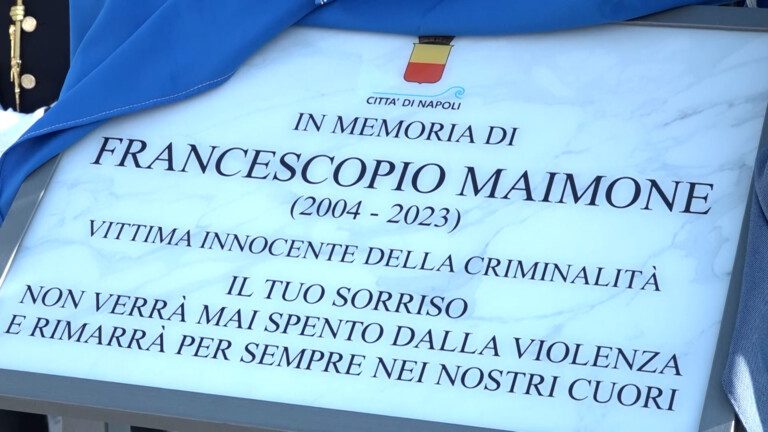 CITTA' DI NAPOLI
IN MEMORIA DI
FRANCESCOPIO MAIMONE
(2004 - 2023)
VITTIMA INNOCENTE DELLA CRIMINALITÀ
IL TUO SORRISO
NON VERRÀ MAI SPENTO DALLA VIOLENZA
E RIMARRÀ PER SEMPRE NEI NOSTRI CUORI